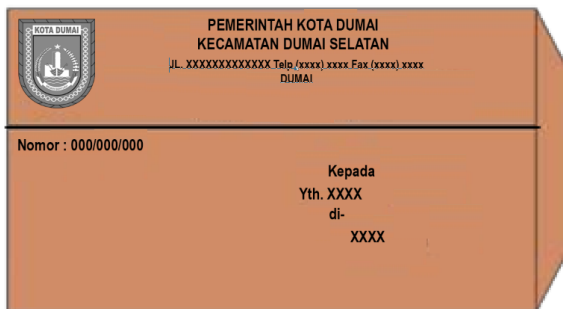 KOTA DUMAI
PEMERINTAH KOTA DUMAI
KECAMATAN DUMAI SELATAN
JL. XXXXXXXXXXXXX Telp.(xxxx) xxxx Fax (xxxx) xxxx
DUMAI
Nomor : 000/000/000
Kepada
Yth. XXXX
di-
XXXX